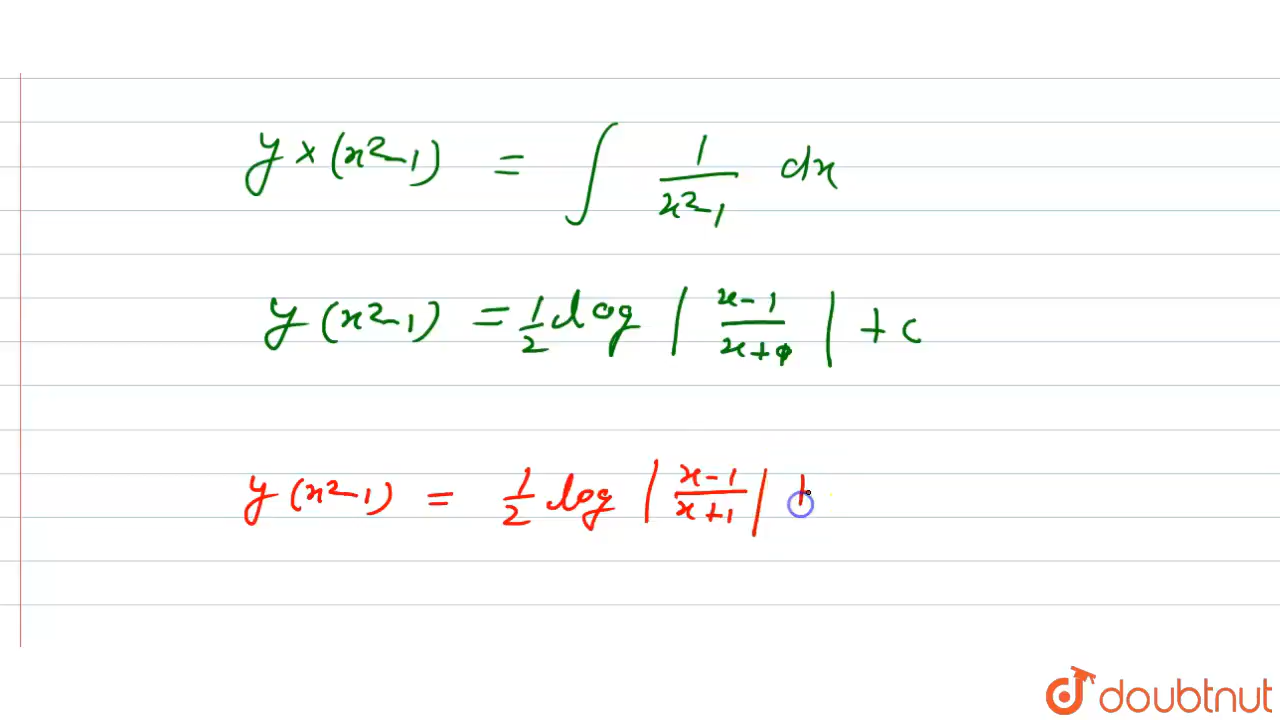 y × (x²-1) = ∫ 1/(x²-1) dx
y (x²-1) = 1/2 log |(x-1)/(x+1)| + c
y (x²-1) = 1/2 log |(x-1)/(x+1)| +
doubtnut